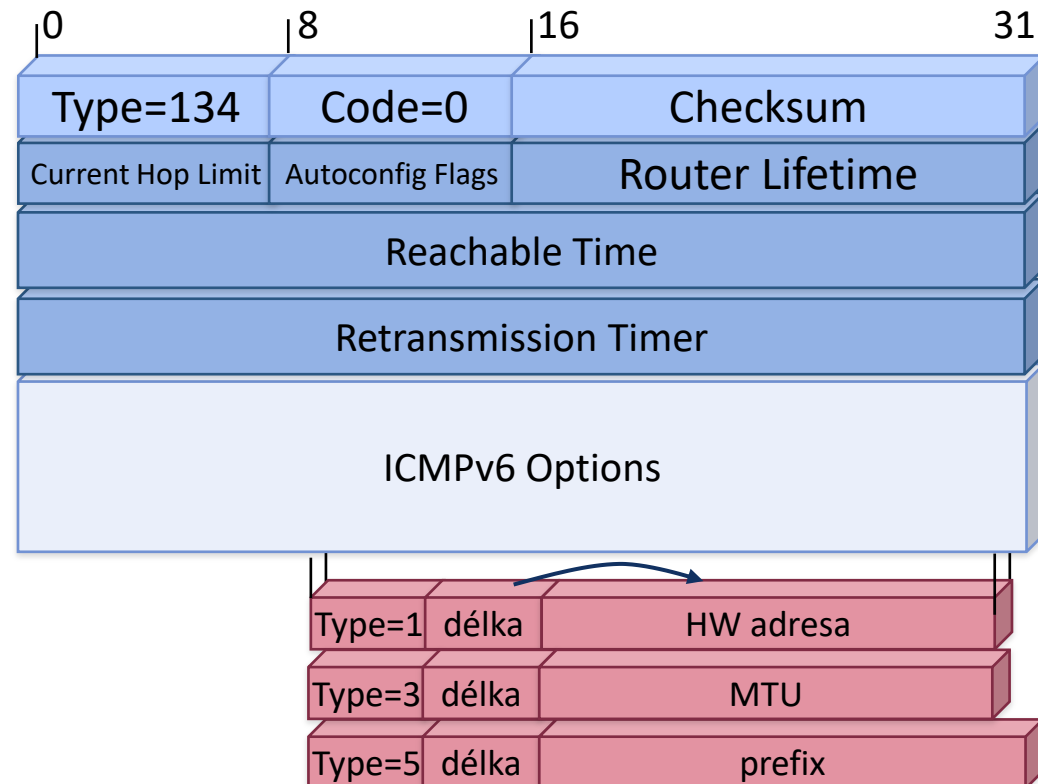 0 8 16 31
Type=134 Code=0 Checksum
Current Hop Limit Autoconfig Flags Router Lifetime
Reachable Time
Retransmission Timer
ICMPv6 Options
Type=1 délka HW adresa
Type=3 délka MTU
Type=5 délka prefix